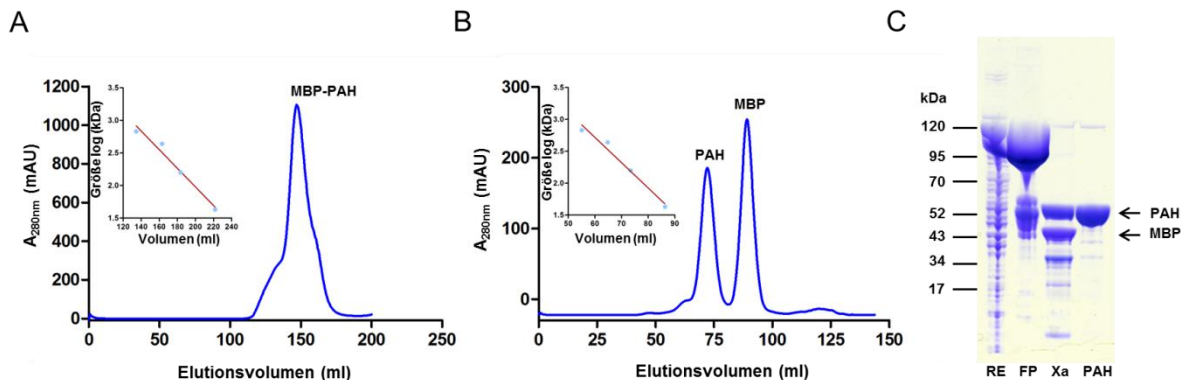 A
1200
1000
800
600
400
200
0
A280nm (mAU)
0
50
100
150
200
250
Elutionsvolumen (ml)
MBP-PAH
3.5
3.0
2.5
2.0
1.5
Größe log (kDa)
120
140
160
180
200
220
240
Volumen (ml)
B
300
200
100
0
A280nm (mAU)
0
25
50
75
100
125
150
Elutionsvolumen (ml)
PAH
MBP
3.5
3.0
2.5
2.0
1.5
Größe log (kDa)
50
60
70
80
90
Volumen (ml)
C
kDa
120
95
70
52
43
34
17
PAH
MBP
RE FP Xa PAH